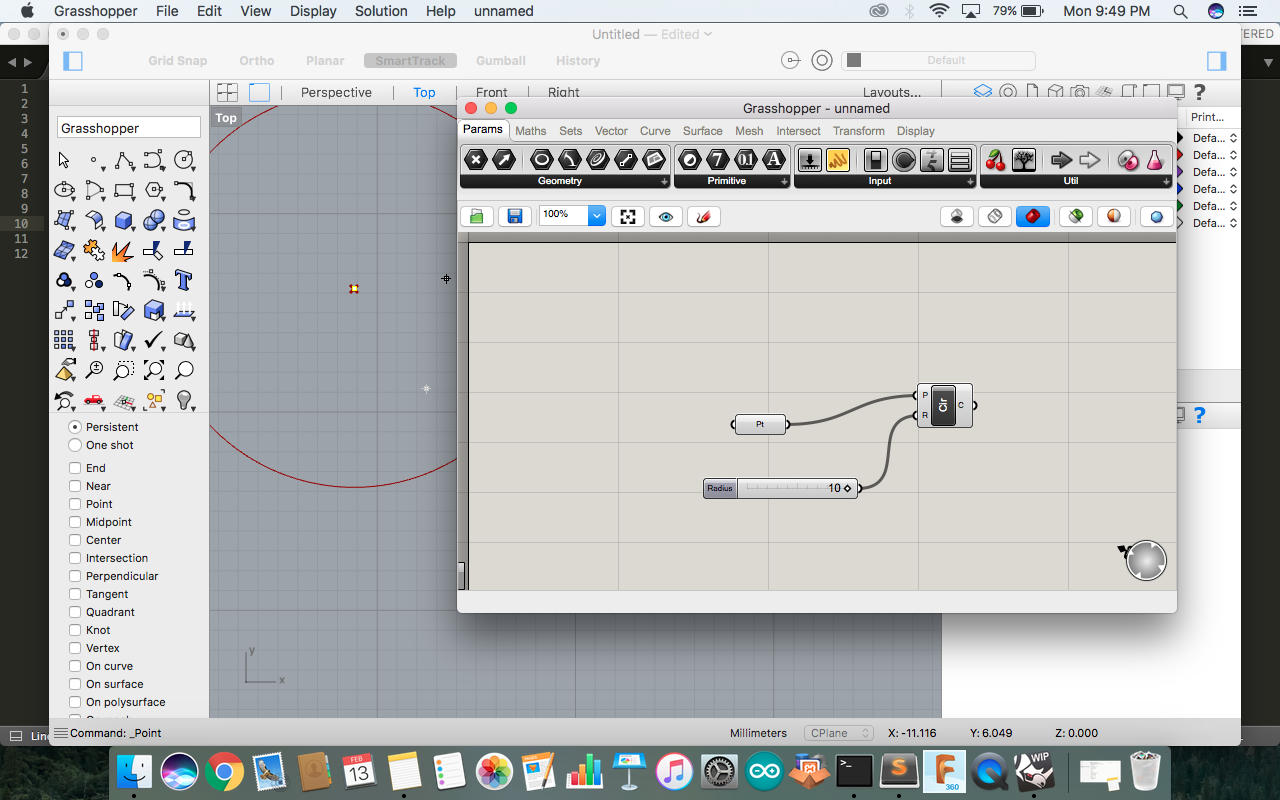 Grasshopper File Edit View Display Solution Help unnamed 79% Mon 9:49 PM
Untitled — Edited
ERED
Grid Snap Ortho Planar SmartTrack Gumball History Default
Perspective Top Front Right Layouts...
Top
Grasshopper
Grasshopper - unnamed
Params Maths Sets Vector Curve Surface Mesh Intersect Transform Display
Geometry Primitive Input Util
100%
Print...
Defa...
Defa...
Defa...
Defa...
Defa...
Defa...
1
2
3
4
5
6
7
8
9
10
11
12
P
R
Cir
C
Pt
Radius 10
y
x
Persistent
One shot
End
Near
Point
Midpoint
Center
Intersection
Perpendicular
Tangent
Quadrant
Knot
Vertex
On curve
On surface
On polysurface
Line
Command: _Point Millimeters CPlane X: -11.116 Y: 6.049 Z: 0.000
FEB
13
360
WIP